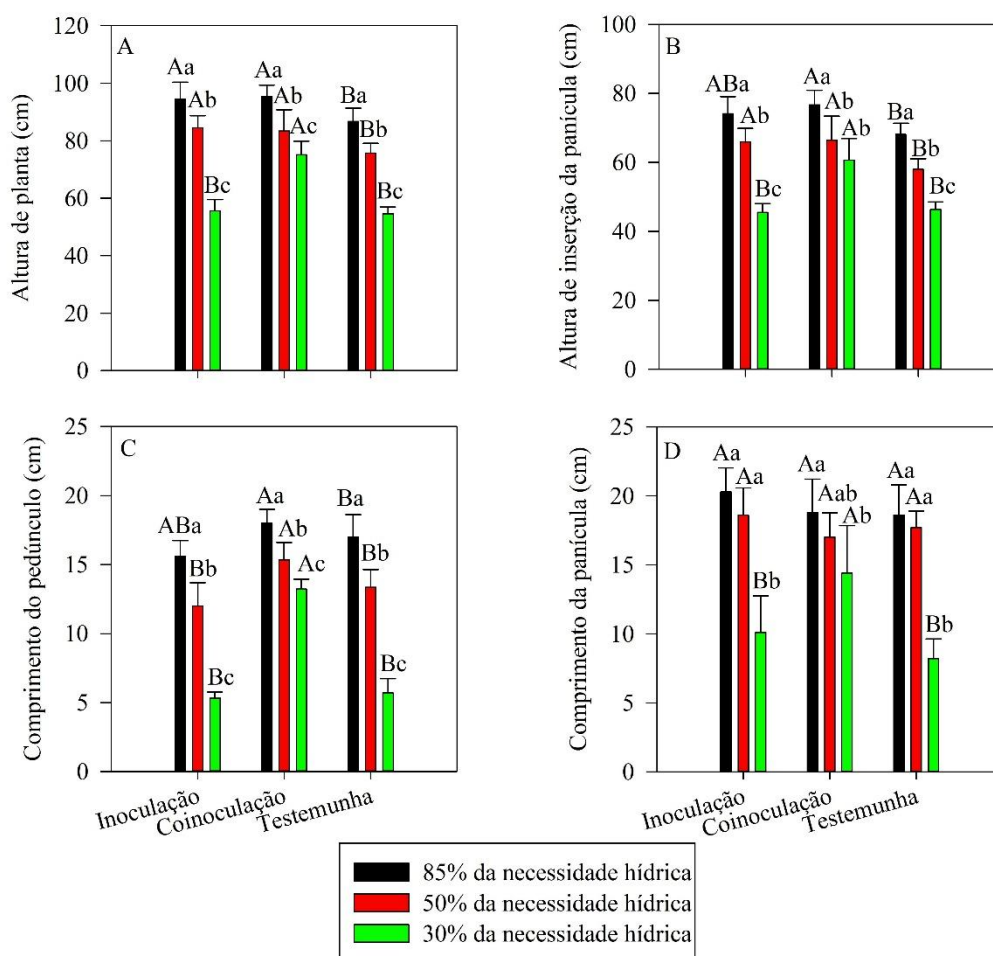 A
Altura de planta (cm)
120
100
80
60
40
20
0
Aa
Ab
Bc
Aa
Ab
Ac
Ba
Bb
Bc
B
Altura de inserção da panícula (cm)
100
80
60
40
20
0
ABa
Ab
Bc
Aa
Ab
Ab
Ba
Bb
Bc
C
Comprimento do pedúnculo (cm)
25
20
15
10
5
0
ABa
Bb
Bc
Aa
Ab
Ac
Ba
Bb
Bc
Inoculação
Coinoculação
Testemunha
D
Comprimento da panícula (cm)
25
20
15
10
5
0
Aa
Aa
Bb
Aa
Aab
Ab
Aa
Aa
Bb
Inoculação
Coinoculação
Testemunha
85% da necessidade hídrica
50% da necessidade hídrica
30% da necessidade hídrica